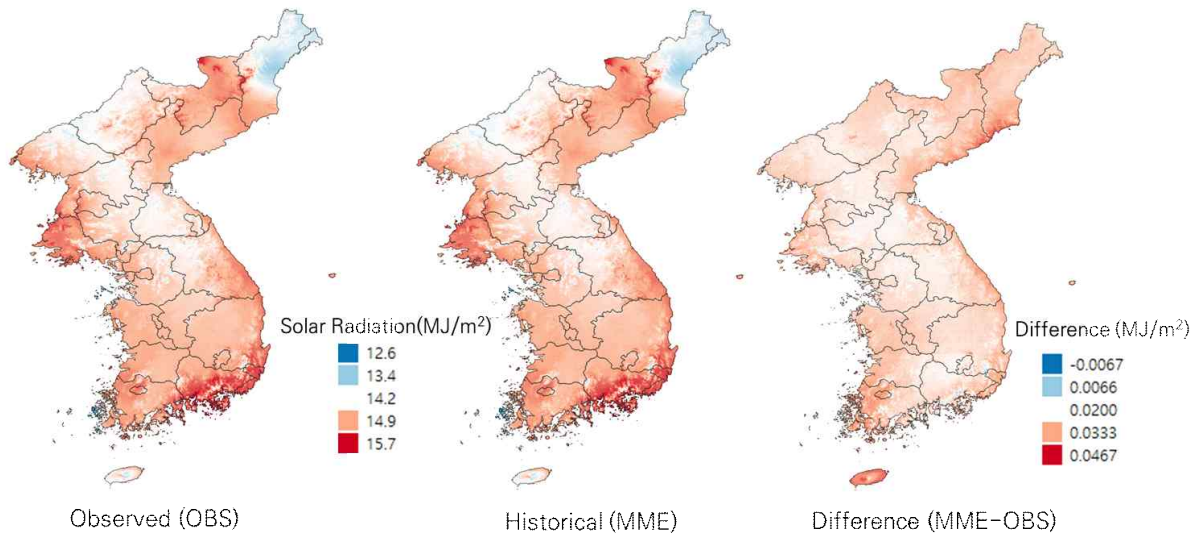 Solar Radiation(MJ/m²)
12.6
13.4
14.2
14.9
15.7
Difference (MJ/m²)
-0.0067
0.0066
0.0200
0.0333
0.0467
Observed (OBS)
Historical (MME)
Difference (MME-OBS)